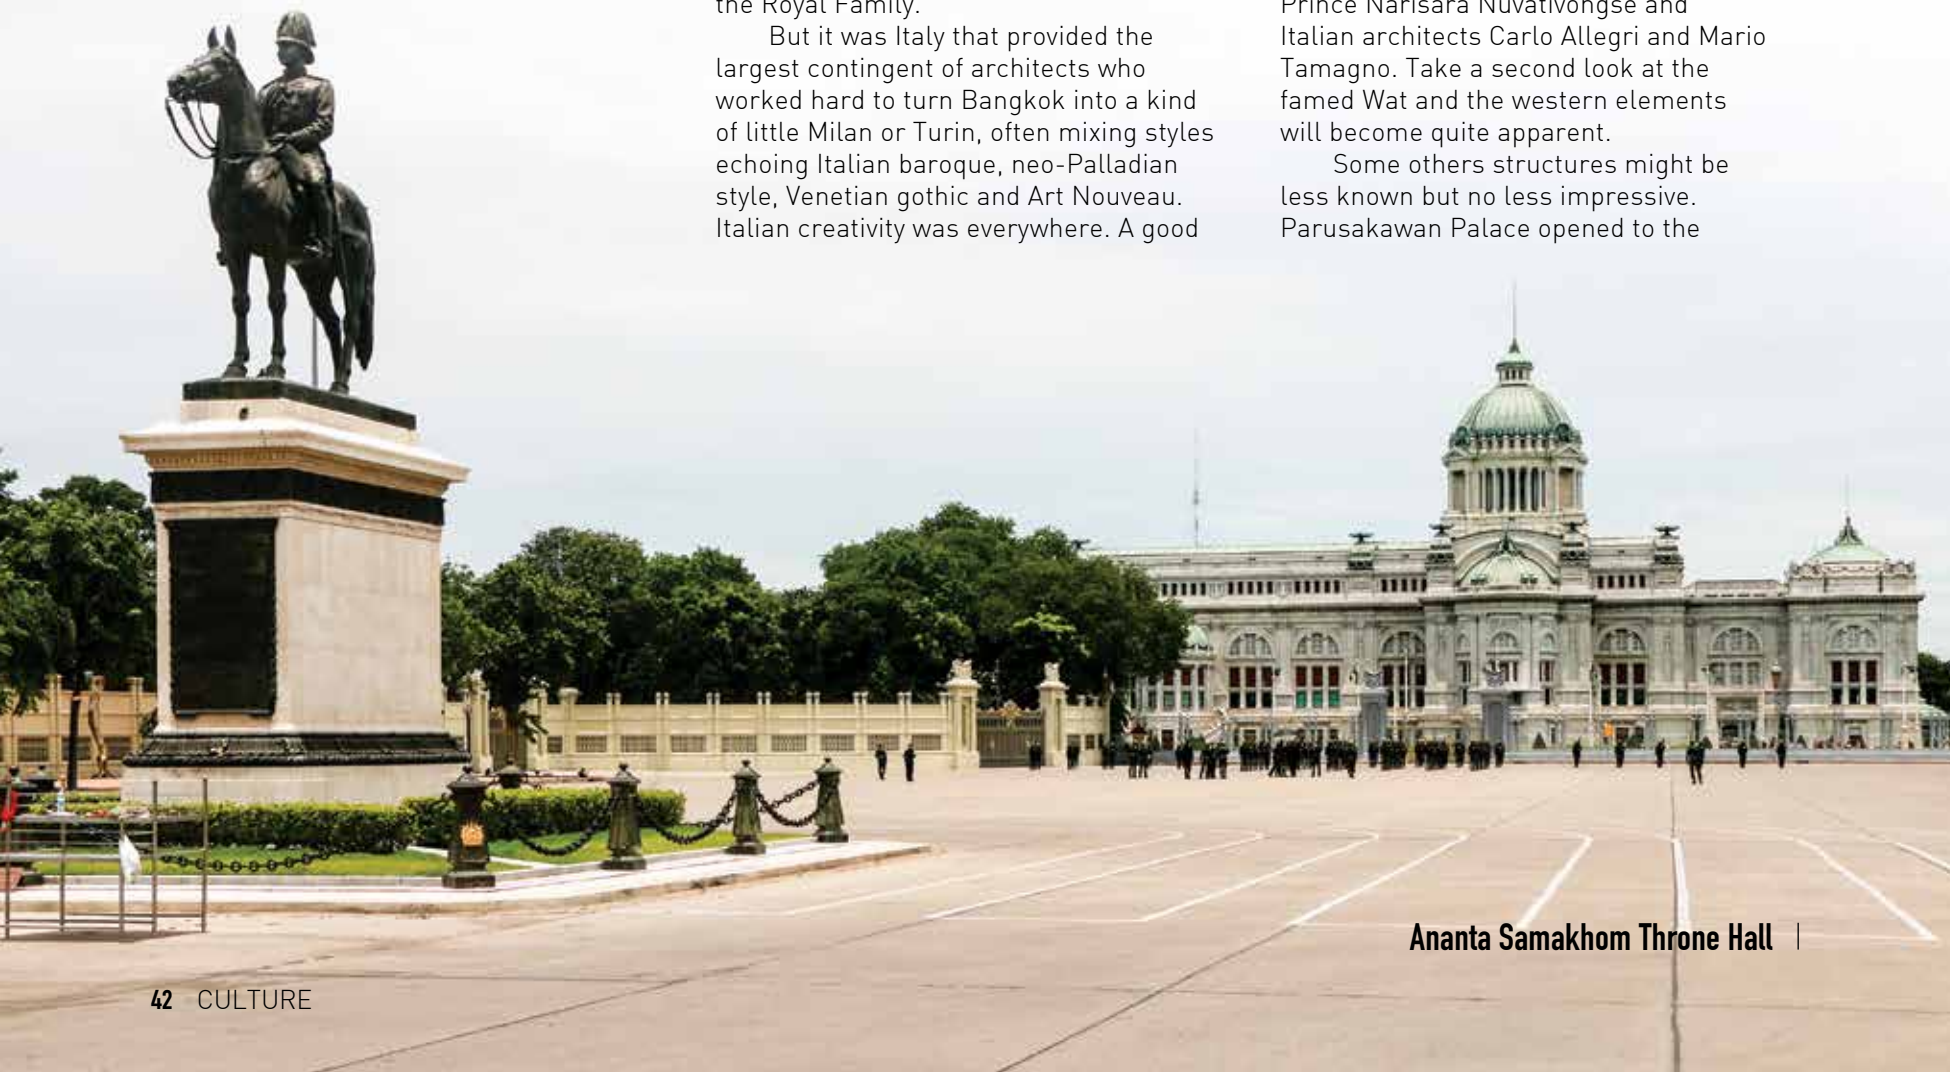 the Royal Family.
But it was Italy that provided the
largest contingent of architects who
worked hard to turn Bangkok into a kind
of little Milan or Turin, often mixing styles
echoing Italian baroque, neo-Palladian
style, Venetian gothic and Art Nouveau.
Italian creativity was everywhere. A good
Prince Narisara Nuvativongse and
Italian architects Carlo Allegri and Mario
Tamagno. Take a second look at the
famed Wat and the western elements
will become quite apparent.
Some others structures might be
less known but no less impressive.
Parusakawan Palace opened to the
Ananta Samakhom Throne Hall
42 CULTURE